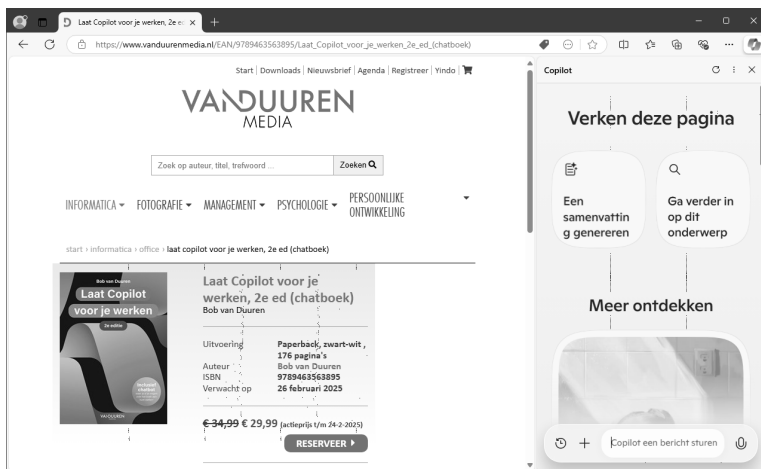 Laat Copilot voor je werken, 2e ed
https://www.vanduurenmedia.nl/EAN/9789463563895/Laat_Copilot_voor_je_werken_2e_ed_(chatboek)
Start | Downloads | Nieuwsbrief | Agenda | Registreer | Yindo |
VANDUUREN
MEDIA
Zoek op auteur, titel, trefwoord ...
Zoeken
INFORMATICA
FOTOGRAFIE
MANAGEMENT
PSYCHOLOGIE
PERSOONLIJKE
ONTWIKKELING
start › informatica › office › laat copilot voor je werken, 2e ed (chatboek)
Bob van Duuren
Laat Copilot
voor je werken
2e editie
Inclusief
chatbot
VANDUUREN
Laat Copilot voor je
werken, 2e ed (chatboek)
Bob van Duuren
Uitvoering Paperback, zwart-wit ,
176 pagina's
Auteur Bob van Duuren
ISBN 9789463563895
Verwacht op 26 februari 2025
€ 34,99 € 29,99 (actieprijs t/m 24-2-2025)
RESERVEER
Copilot
Verken deze pagina
Een
samenvattin
g genereren
Ga verder in
op dit
onderwerp
Meer ontdekken
Copilot een bericht sturen